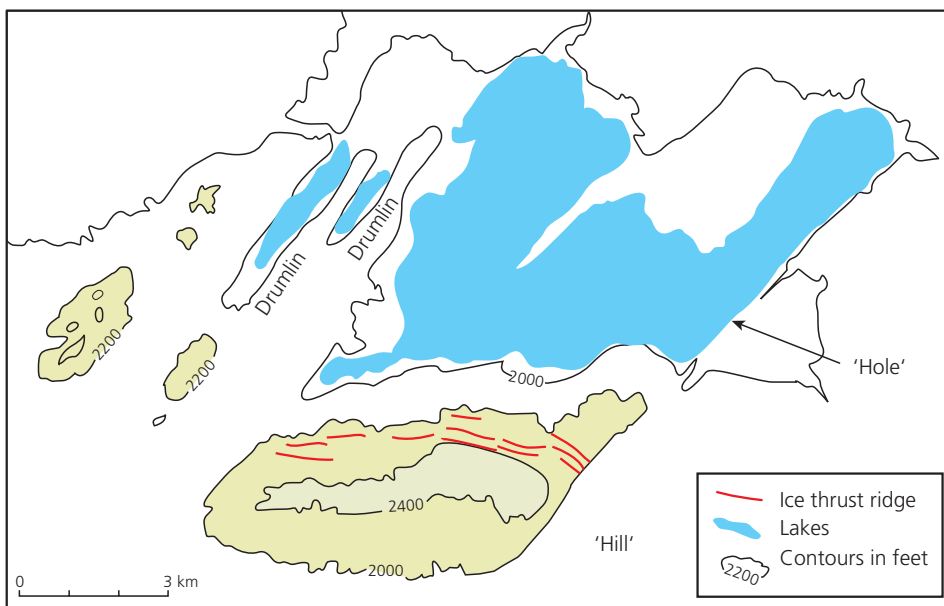 Drumlin
Drumlin
2200
2200
2000
'Hole'
2400
2000
'Hill'
0 3 km
Ice thrust ridge
Lakes
2200
Contours in feet